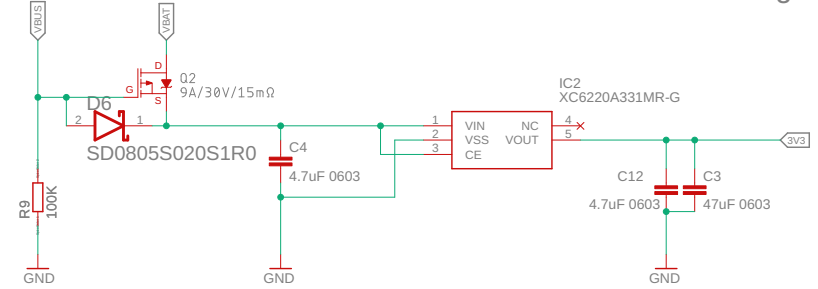 VBUS
VBAT
D
G
S
Q2
9A/30V/15mΩ
D6
2
1
SD0805S020S1R0
R9
100K
GND
C4
4.7uF 0603
GND
IC2
XC6220A331MR-G
1
2
3
VIN
VSS
CE
NC
VOUT
4
5
3V3
C12
4.7uF 0603
C3
47uF 0603
GND